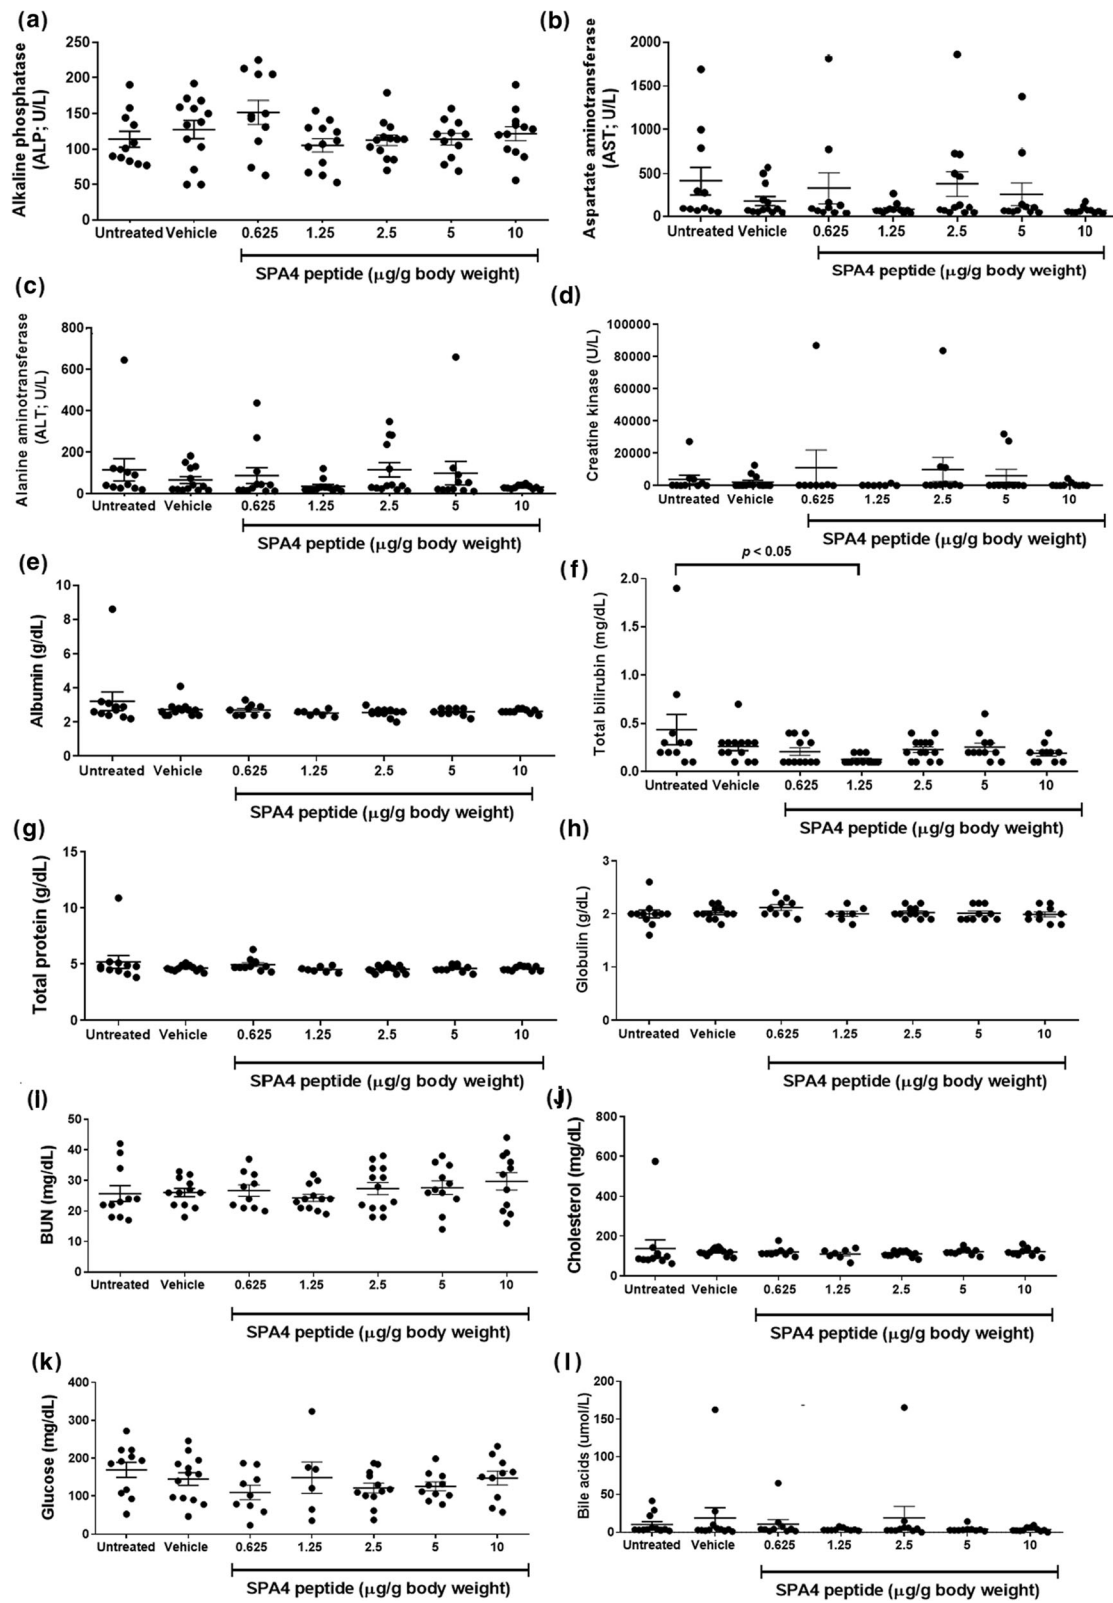 (a)
Alkaline phosphatase
(ALP; U/L)
250
200
150
100
50
0
Untreated Vehicle 0.625 1.25 2.5 5 10
SPA4 peptide (μg/g body weight)
(b)
Aspartate aminotransferase
(AST; U/L)
2000
1500
1000
500
0
Untreated Vehicle 0.625 1.25 2.5 5 10
SPA4 peptide (μg/g body weight)
(c)
Alanine aminotransferase
(ALT; U/L)
800
600
400
200
0
Untreated Vehicle 0.625 1.25 2.5 5 10
SPA4 peptide (μg/g body weight)
(d)
Creatine kinase (U/L)
100000
80000
60000
40000
20000
0
Untreated Vehicle 0.625 1.25 2.5 5 10
SPA4 peptide (μg/g body weight)
(e)
Albumin (g/dL)
10
8
6
4
2
0
Untreated Vehicle 0.625 1.25 2.5 5 10
SPA4 peptide (μg/g body weight)
(f)
p < 0.05
Total bilirubin (mg/dL)
2.0
1.5
1.0
0.5
0.0
Untreated Vehicle 0.625 1.25 2.5 5 10
SPA4 peptide (μg/g body weight)
(g)
Total protein (g/dL)
15
10
5
0
Untreated Vehicle 0.625 1.25 2.5 5 10
SPA4 peptide (μg/g body weight)
(h)
Globulin (g/dL)
3
2
1
0
Untreated Vehicle 0.625 1.25 2.5 5 10
SPA4 peptide (μg/g body weight)
(i)
BUN (mg/dL)
50
40
30
20
10
0
Untreated Vehicle 0.625 1.25 2.5 5 10
SPA4 peptide (μg/g body weight)
(j)
Cholesterol (mg/dL)
800
600
400
200
0
Untreated Vehicle 0.625 1.25 2.5 5 10
SPA4 peptide (μg/g body weight)
(k)
Glucose (mg/dL)
400
300
200
100
0
Untreated Vehicle 0.625 1.25 2.5 5 10
SPA4 peptide (μg/g body weight)
(l)
Bile acids (umol/L)
200
150
100
50
0
Untreated Vehicle 0.625 1.25 2.5 5 10
SPA4 peptide (μg/g body weight)